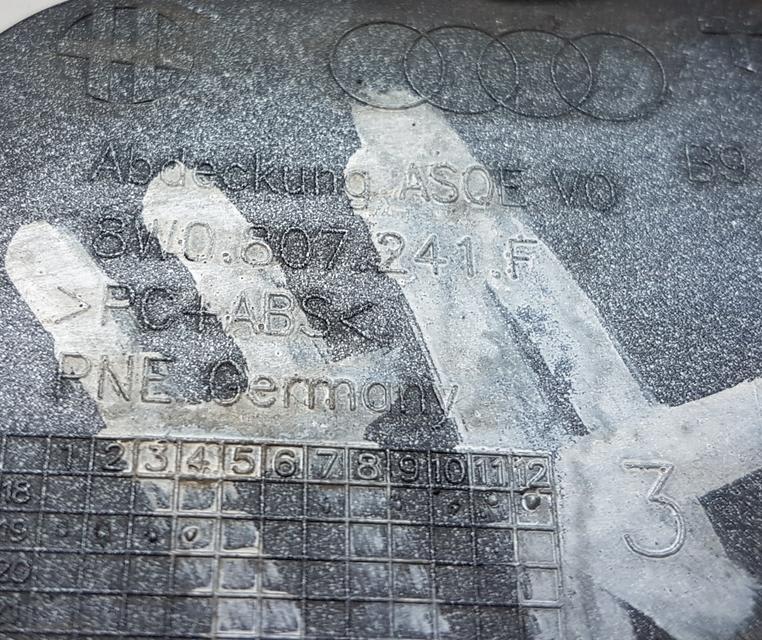 Abdeckung ASQE VO B9
8W0.807.241.F
>PC+ABS<
PNE Germany
1 2 3 4 5 6 7 8 9 10 11 12
18
19
20
21
3